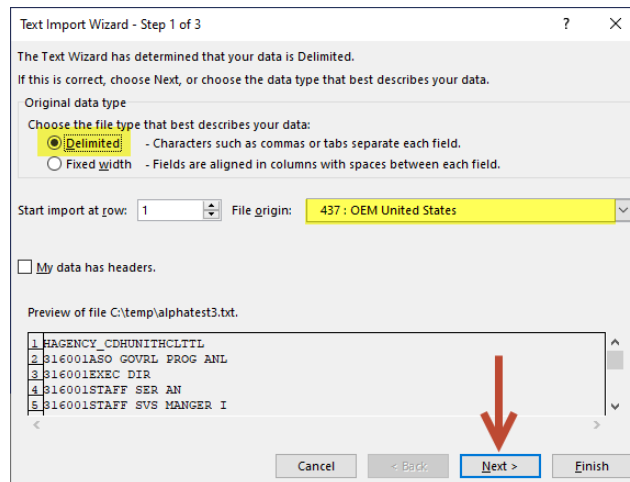 Text Import Wizard - Step 1 of 3 ? ×
The Text Wizard has determined that your data is Delimited.
If this is correct, choose Next, or choose the data type that best describes your data.
Original data type
Choose the file type that best describes your data:
Delimited - Characters such as commas or tabs separate each field.
Fixed width - Fields are aligned in columns with spaces between each field.
Start import at row: 1 File origin: 437 : OEM United States
My data has headers.
Preview of file C:\temp\alphatest3.txt.
1 HAGENCY_CDHUNITHCLTTL
2 316001ASO GOVRL PROG ANL
3 316001EXEC DIR
4 316001STAFF SER AN
5 316001STAFF SVS MANGER I
Cancel < Back Next > Finish